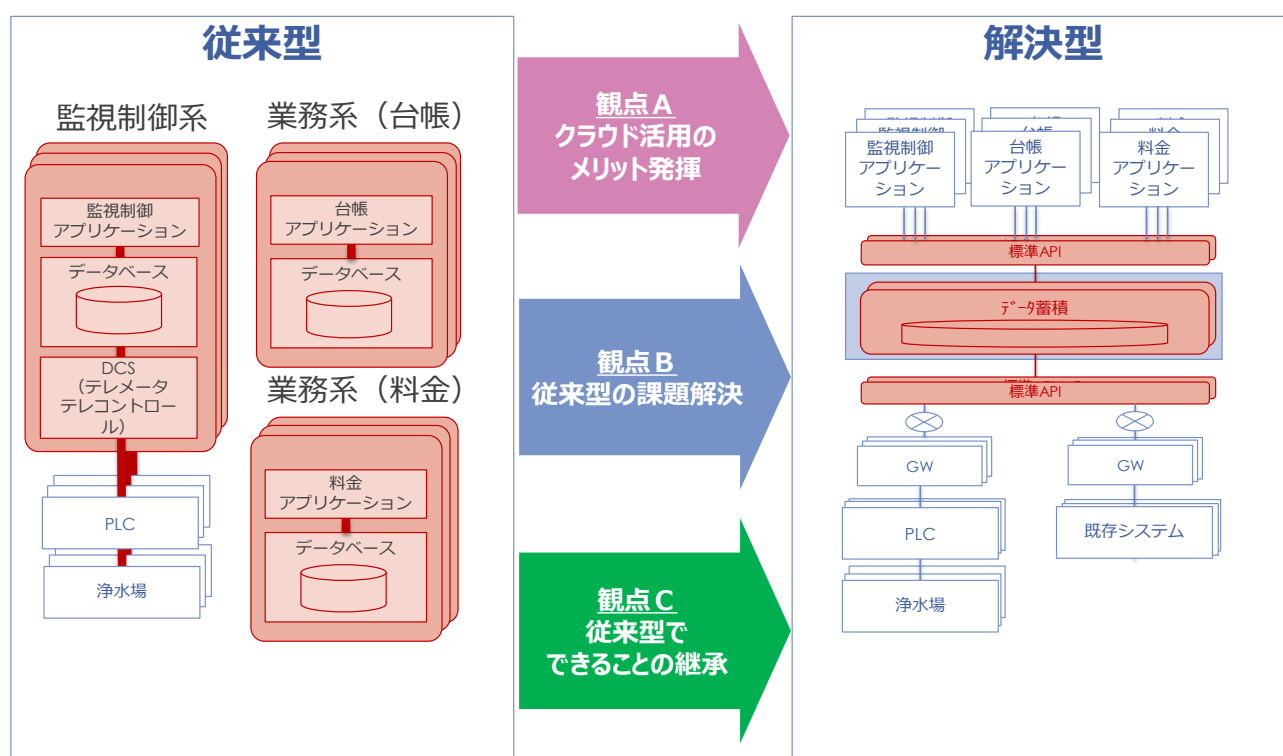 従来型
監視制御系
監視制御
アプリケーション
データベース
DCS
（テレメータ
テレコントロー
ル）
PLC
浄水場
業務系（台帳）
台帳
アプリケーション
データベース
業務系（料金）
料金
アプリケーション
データベース
観点A
クラウド活用の
メリット発揮
観点B
従来型の課題解決
観点C
従来型で
できることの継承
解決型
監視制御
監視制御
アプリケー
ション
台帳
台帳
アプリケー
ション
料金
料金
アプリケー
ション
標準API
ﾃﾞｰﾀ蓄積
標準API
GW
PLC
浄水場
GW
既存システム